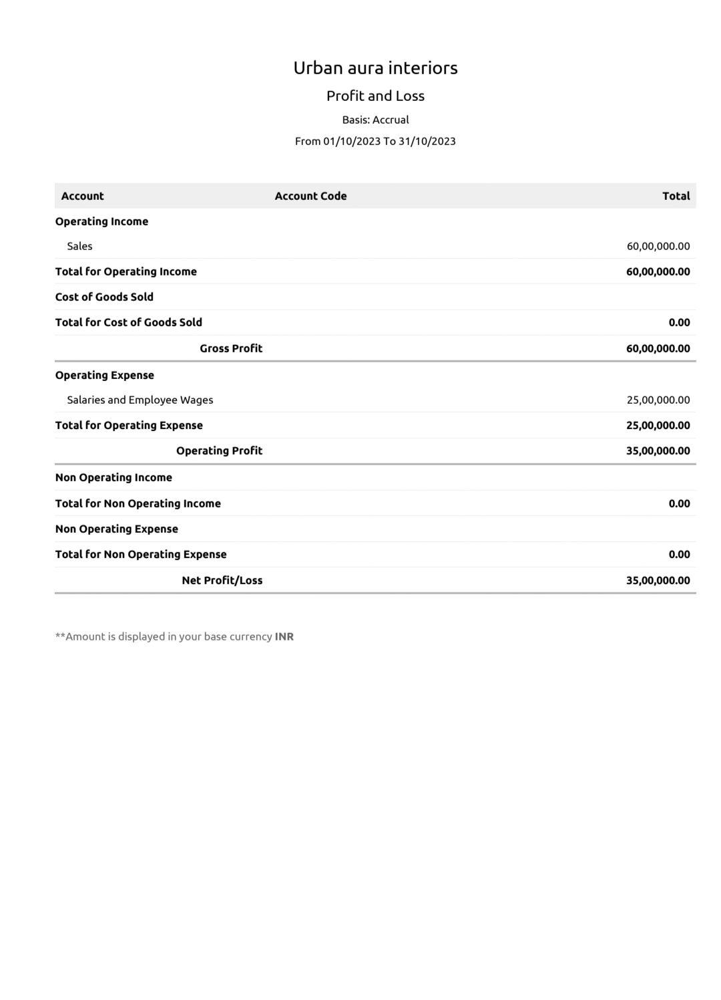 Urban aura interiors
Profit and Loss
Basis: Accrual
From 01/10/2023 To 31/10/2023
Account Account Code Total
Operating Income
Sales 60,00,000.00
Total for Operating Income 60,00,000.00
Cost of Goods Sold
Total for Cost of Goods Sold 0.00
Gross Profit 60,00,000.00
Operating Expense
Salaries and Employee Wages 25,00,000.00
Total for Operating Expense 25,00,000.00
Operating Profit 35,00,000.00
Non Operating Income
Total for Non Operating Income 0.00
Non Operating Expense
Total for Non Operating Expense 0.00
Net Profit/Loss 35,00,000.00
**Amount is displayed in your base currency INR